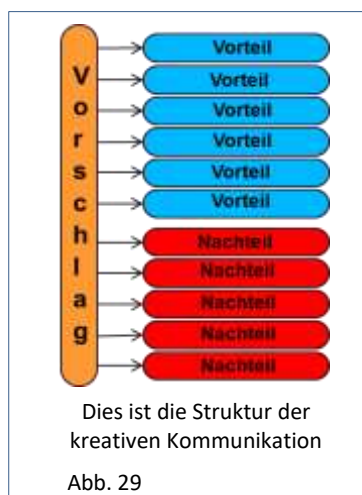 Vorschlag
Vorteil
Vorteil
Vorteil
Vorteil
Vorteil
Vorteil
Nachteil
Nachteil
Nachteil
Nachteil
Nachteil
Dies ist die Struktur der
kreativen Kommunikation
Abb. 29